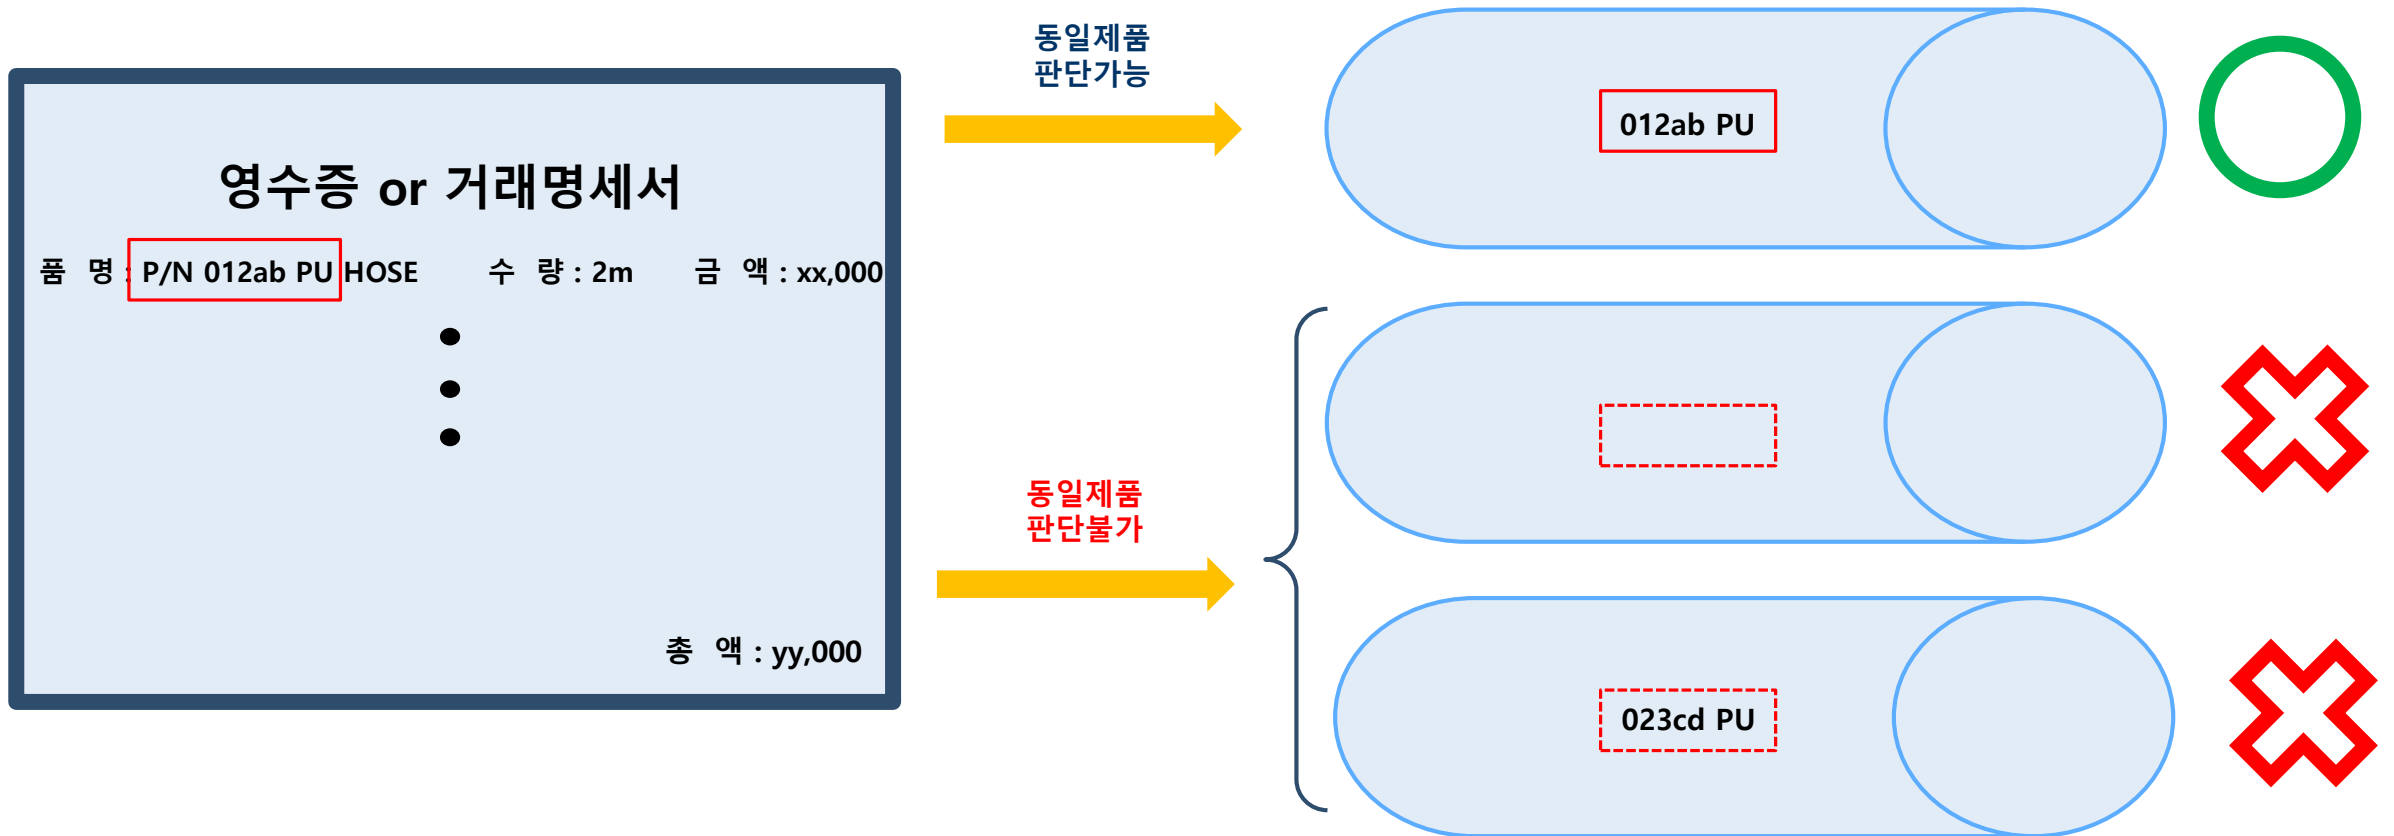 영수증 or 거래명세서
품 명 : P/N 012ab PU HOSE 수 량 : 2m 금 액 : xx,000
총 액 : yy,000
동일제품
판단가능
012ab PU
동일제품
판단불가
023cd PU